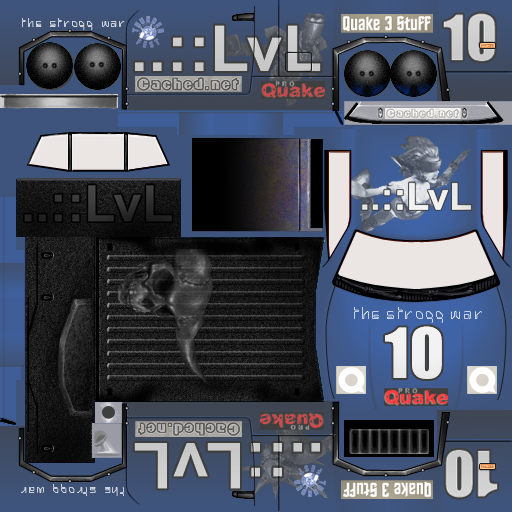 the strogg war
..::LvL
Cached.net
PRO
Quake
Quake 3 Stuff
10
Cached.net
..::LvL
..::LvL
the strogg war
10
PRO
Quake
Quake
PRO
Cached.net
..::LvL
the strogg war
Quake 3 Stuff
10